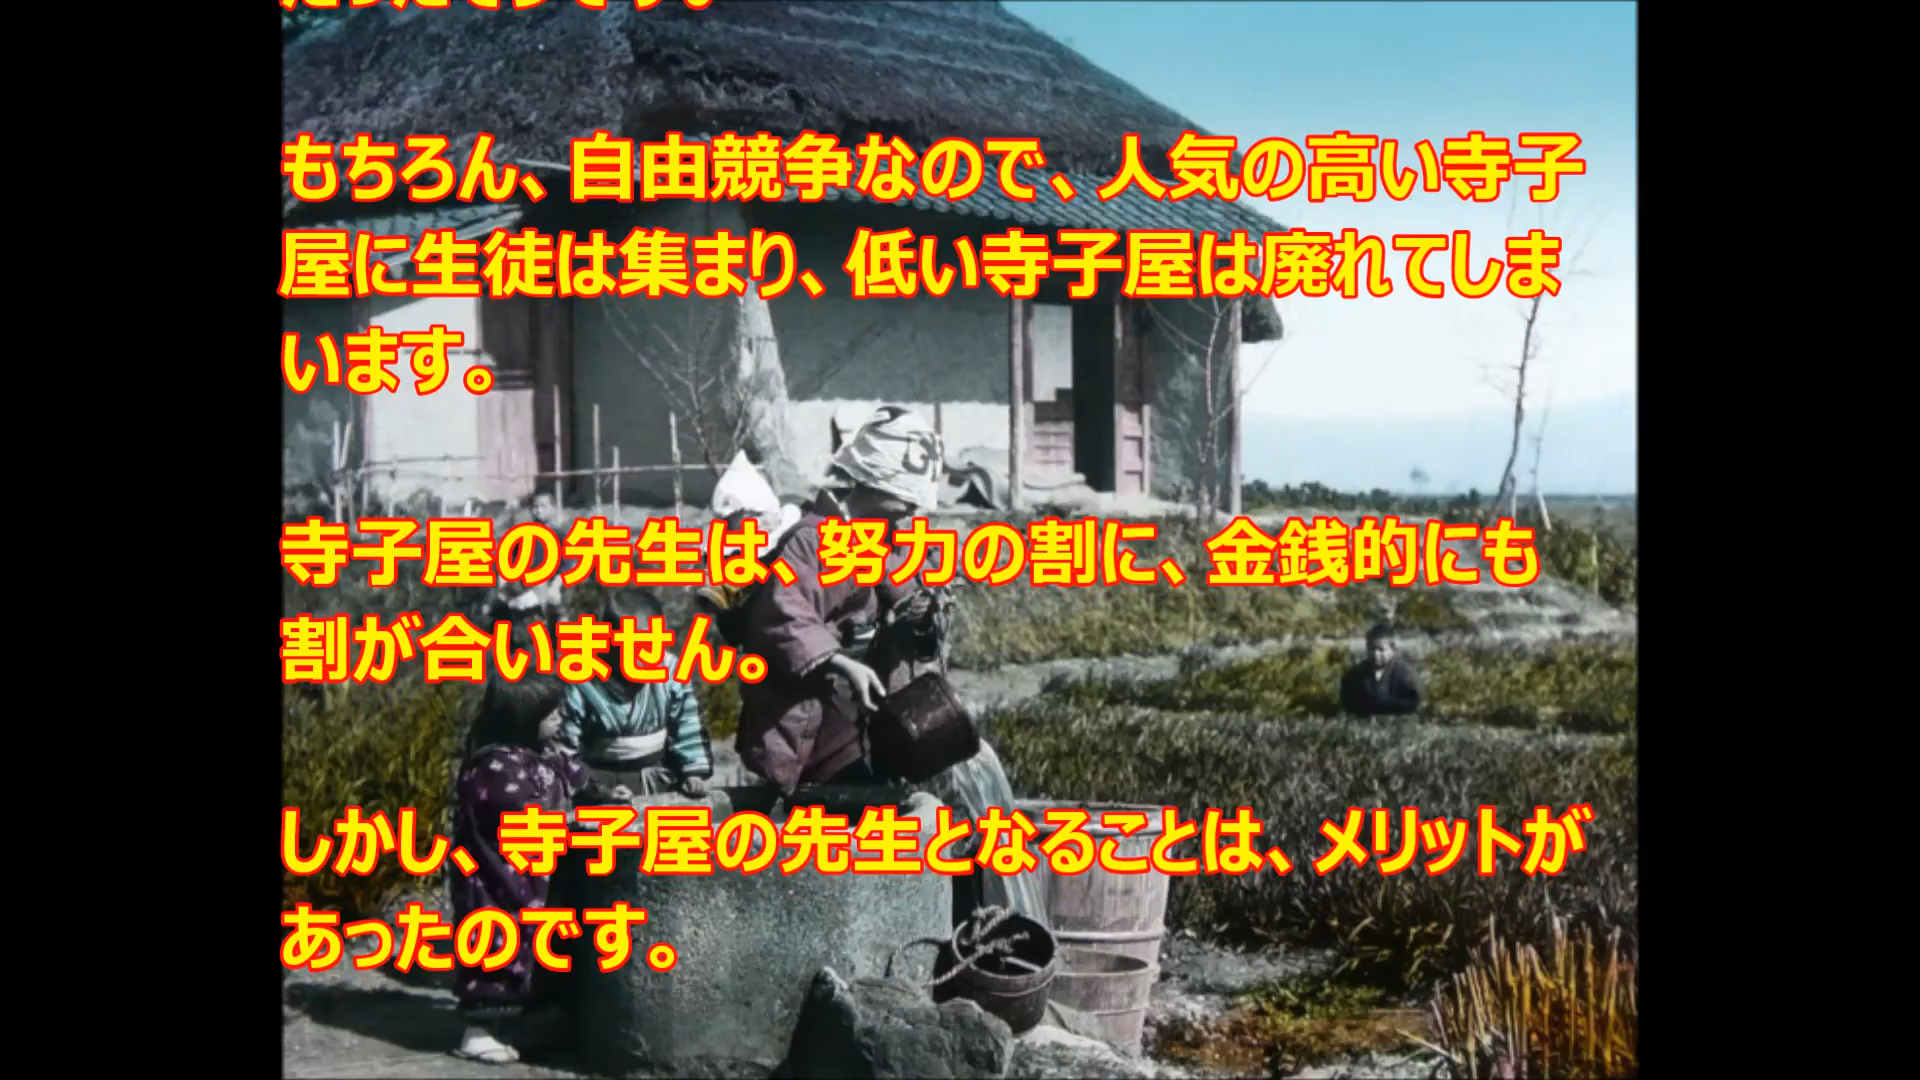 もちろん、自由競争なので、人気の高い寺子
屋に生徒は集まり、低い寺子屋は廃れてしま
います。
寺子屋の先生は、努力の割に、金銭的にも
割が合いません。
しかし、寺子屋の先生となることは、メリットが
あったのです。